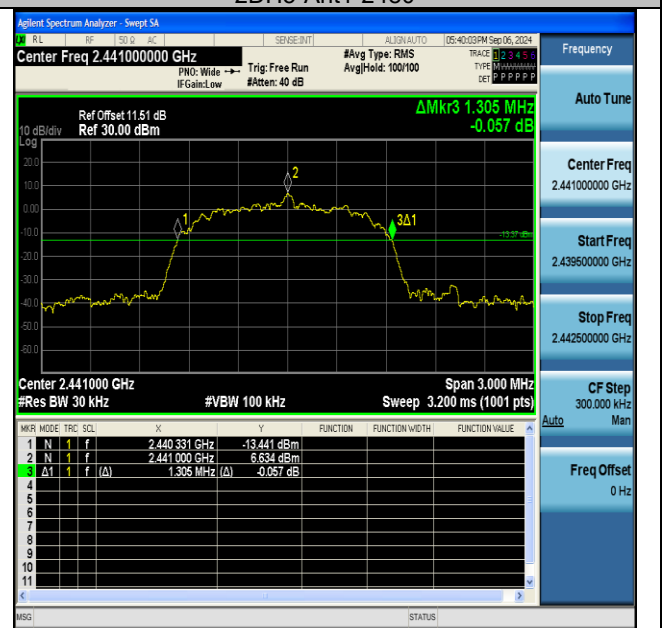 Agilent Spectrum Analyzer - Swept SA
RL RF 50 Ω AC SENSE:INT ALIGN AUTO 05:40:03 PM Sep 06, 2024
Center Freq 2.441000000 GHz #Avg Type: RMS TRACE 1 2 3 4 5 6
PNO: Wide Trig: Free Run Avg|Hold: 100/100 TYPE
IFGain:Low #Atten: 40 dB DET P P P P P P
Frequency
Auto Tune
Center Freq
2.441000000 GHz
Start Freq
2.439500000 GHz
Stop Freq
2.442500000 GHz
CF Step
300.000 kHz
Auto Man
Freq Offset
0 Hz
ΔMkr3 1.305 MHz
-0.057 dB
Ref Offset 11.51 dB
10 dB/div Ref 30.00 dBm
Log
20.0
10.0
0.00
-10.0
-20.0
-30.0
-40.0
-50.0
-60.0
1
2
3Δ1
-13.37 dBm
Center 2.441000 GHz Span 3.000 MHz
#Res BW 30 kHz #VBW 100 kHz Sweep 3.200 ms (1001 pts)
MKR MODE TRC SCL X Y FUNCTION FUNCTION WIDTH FUNCTION VALUE
1 N 1 f 2.440 331 GHz -13.441 dBm
2 N 1 f 2.441 000 GHz 6.634 dBm
3 Δ1 1 f (Δ) 1.305 MHz (Δ) -0.057 dB
4
5
6
7
8
9
10
11
MSG STATUS